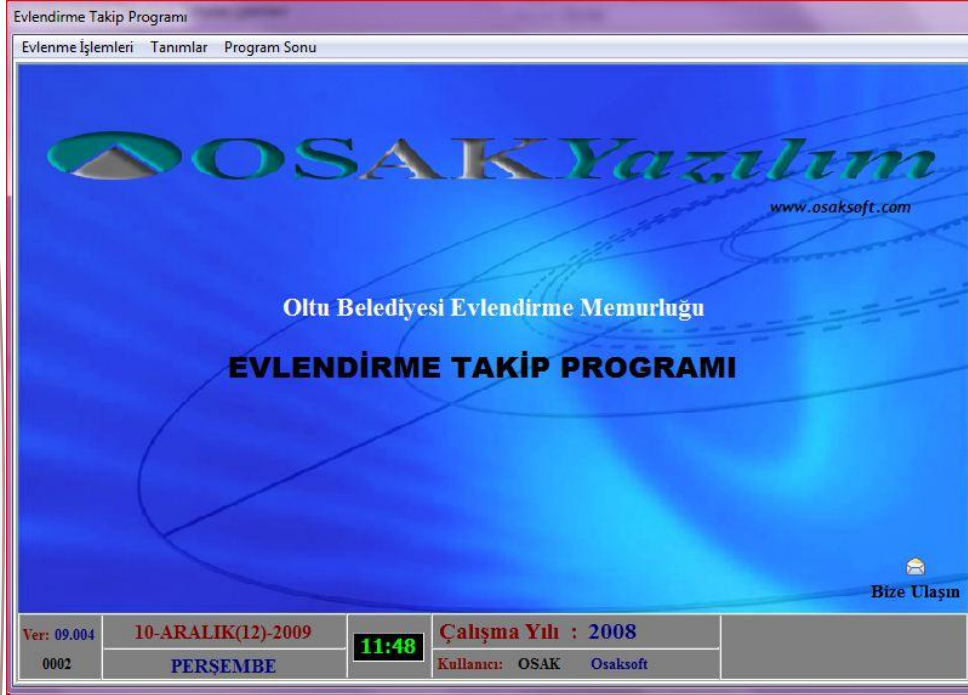 Evlendirme Takip Programı
Evlenme İşlemleri Tanımlar Program Sonu
OSAK Yazılım
www.osaksoft.com
Oltu Belediyesi Evlendirme Memurluğu
EVLENDİRME TAKİP PROGRAMI
Bize Ulaşın
Ver: 09.004 10-ARALIK(12)-2009 11:48 Çalışma Yılı : 2008
0002 PERŞEMBE Kullanıcı: OSAK Osaksoft